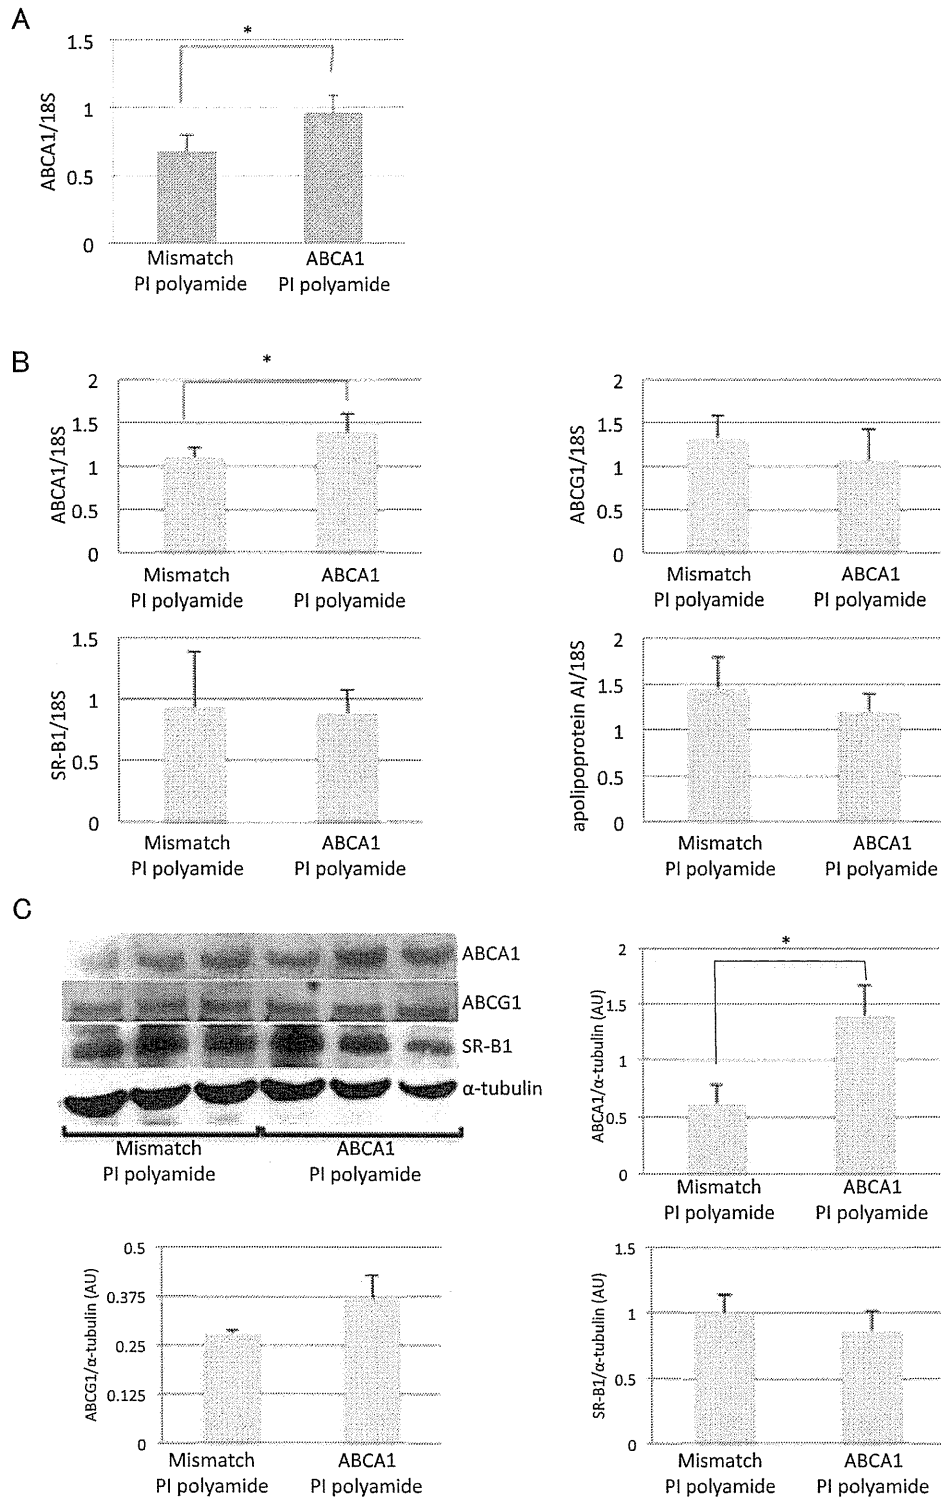 A
*
1.5
1
0.5
0
ABCA1/18S
Mismatch
PI polyamide
ABCA1
PI polyamide
B
*
2
1.5
1
0.5
0
ABCA1/18S
Mismatch
PI polyamide
ABCA1
PI polyamide
2
1.5
1
0.5
0
ABCG1/18S
Mismatch
PI polyamide
ABCA1
PI polyamide
1.5
1
0.5
0
SR-B1/18S
Mismatch
PI polyamide
ABCA1
PI polyamide
2
1.5
1
0.5
0
apolipoprotein AI/18S
Mismatch
PI polyamide
ABCA1
PI polyamide
C
ABCA1
ABCG1
SR-B1
α-tubulin
Mismatch
PI polyamide
ABCA1
PI polyamide
*
2
1.5
1
0.5
0
ABCA1/α-tubulin (AU)
Mismatch
PI polyamide
ABCA1
PI polyamide
0.5
0.375
0.25
0.125
0
ABCG1/α-tubulin (AU)
Mismatch
PI polyamide
ABCA1
PI polyamide
1.5
1
0.5
0
SR-B1/α-tubulin (AU)
Mismatch
PI polyamide
ABCA1
PI polyamide